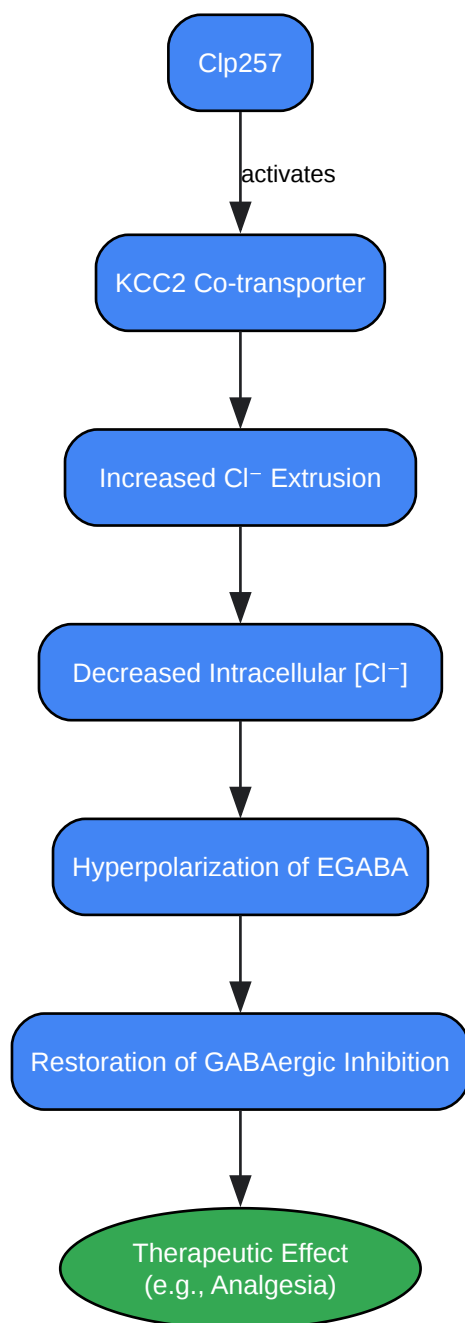 Clp257
activates
KCC2 Co-transporter
Increased Cl⁻ Extrusion
Decreased Intracellular [Cl⁻]
Hyperpolarization of EGABA
Restoration of GABAergic Inhibition
Therapeutic Effect
(e.g., Analgesia)